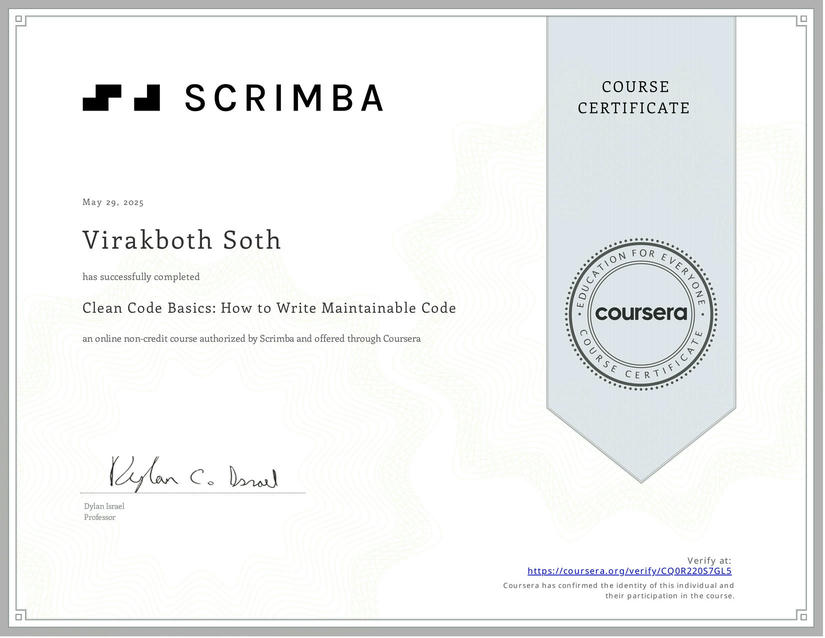 SCRIMBA
COURSE
CERTIFICATE
May 29, 2025
Virakboth Soth
has successfully completed
Clean Code Basics: How to Write Maintainable Code
an online non-credit course authorized by Scrimba and offered through Coursera
EDUCATION FOR EVERYONE
coursera
COURSE CERTIFICATE
Dylan C. Israel
Dylan Israel
Professor
Verify at:
https://coursera.org/verify/CQ0R220S7GL5
Coursera has confirmed the identity of this individual and
their participation in the course.